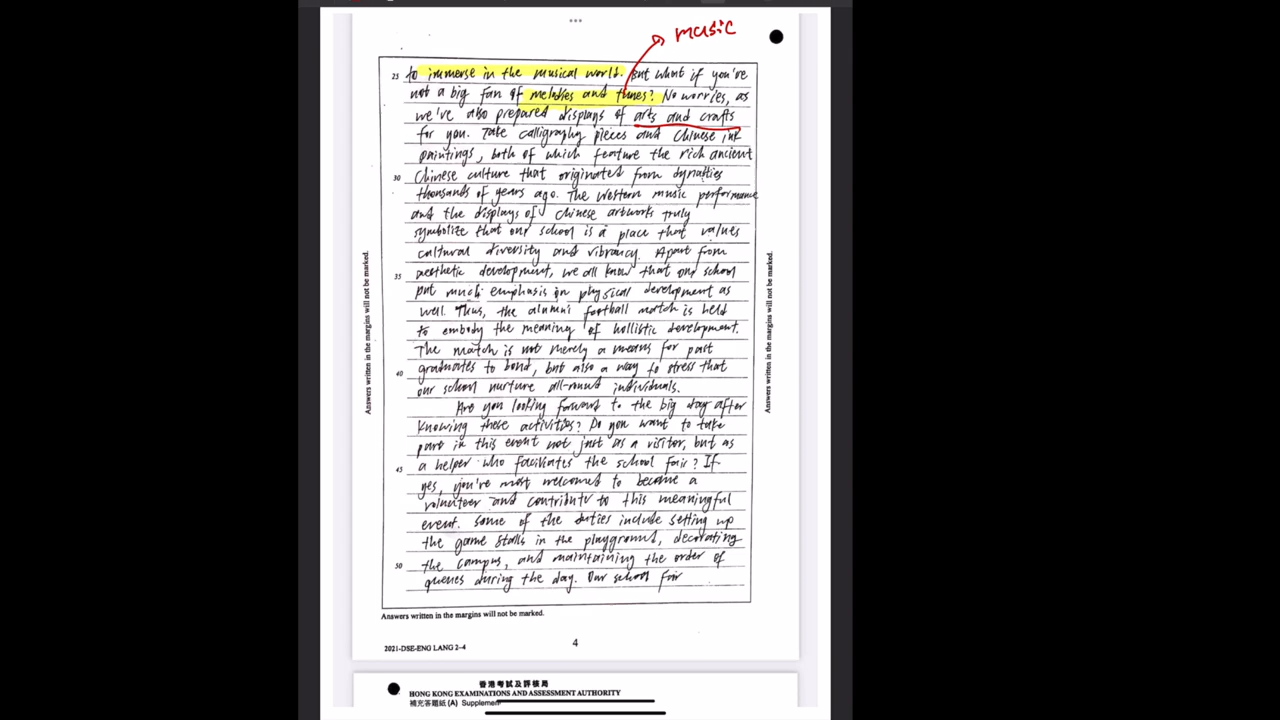 music
to immerse in the musical world. But what if you've
not a big fan of melodies and tunes? No worries, as
we've also prepared displays of arts and crafts
for you. Take calligraphy pieces and Chinese ink
paintings, both of which feature the rich ancient
Chinese culture that originated from dynasties
thousands of years ago. The western music performance
and the displays of Chinese artworks truly
symbolize that our school is a place that values
cultural diversity and vibrancy. Apart from
aesthetic development, we all know that our school
put much emphasis on physical development as
well. Thus, the alumni football match is held
to embody the meaning of hollistic development.
The match is not merely a means for past
graduates to bond, but also a way to stress that
our school nurture all-round individuals.
Are you looking forward to the big day after
knowing these activities? Do you want to take
part in this event not just as a visitor, but as
a helper who facilitates the school fair? If
yes, you're most welcomed to become a
volunteer and contribute to this meaningful
event. Some of the duties include setting up
the game stalls in the playground, decorating
the campus, and maintaining the order of
queues during the day. Our school fair
25
30
35
40
45
50
Answers written in the margins will not be marked.
Answers written in the margins will not be marked.
Answers written in the margins will not be marked.
4
2021-DSE-ENG LANG 2–4
香港考試及評核局
HONG KONG EXAMINATIONS AND ASSESSMENT AUTHORITY
補充答題紙 (A) Supplemen